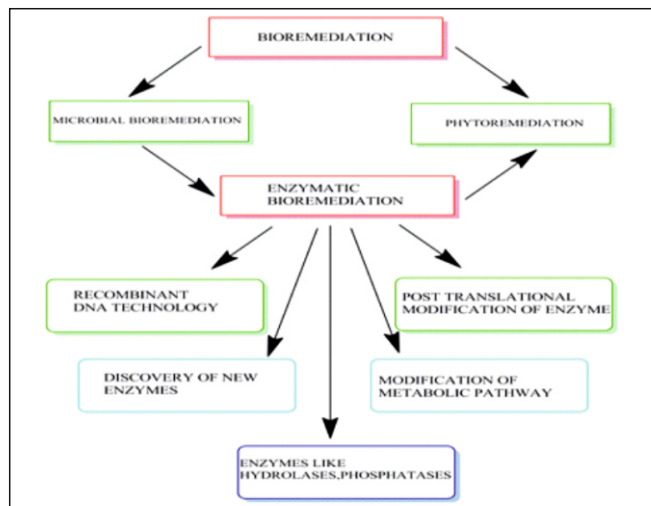 BIOREMEDIATION
MICROBIAL BIOREMEDIATION
PHYTOREMEDIATION
ENZYMATIC
BIOREMEDIATION
RECOMBINANT
DNA TECHNOLOGY
POST TRANSLATIONAL
MODIFICATION OF ENZYME
DISCOVERY OF NEW
ENZYMES
MODIFICATION OF
METABOLIC PATHWAY
ENZYMES LIKE
HYDROLASES,PHOSPHATASES